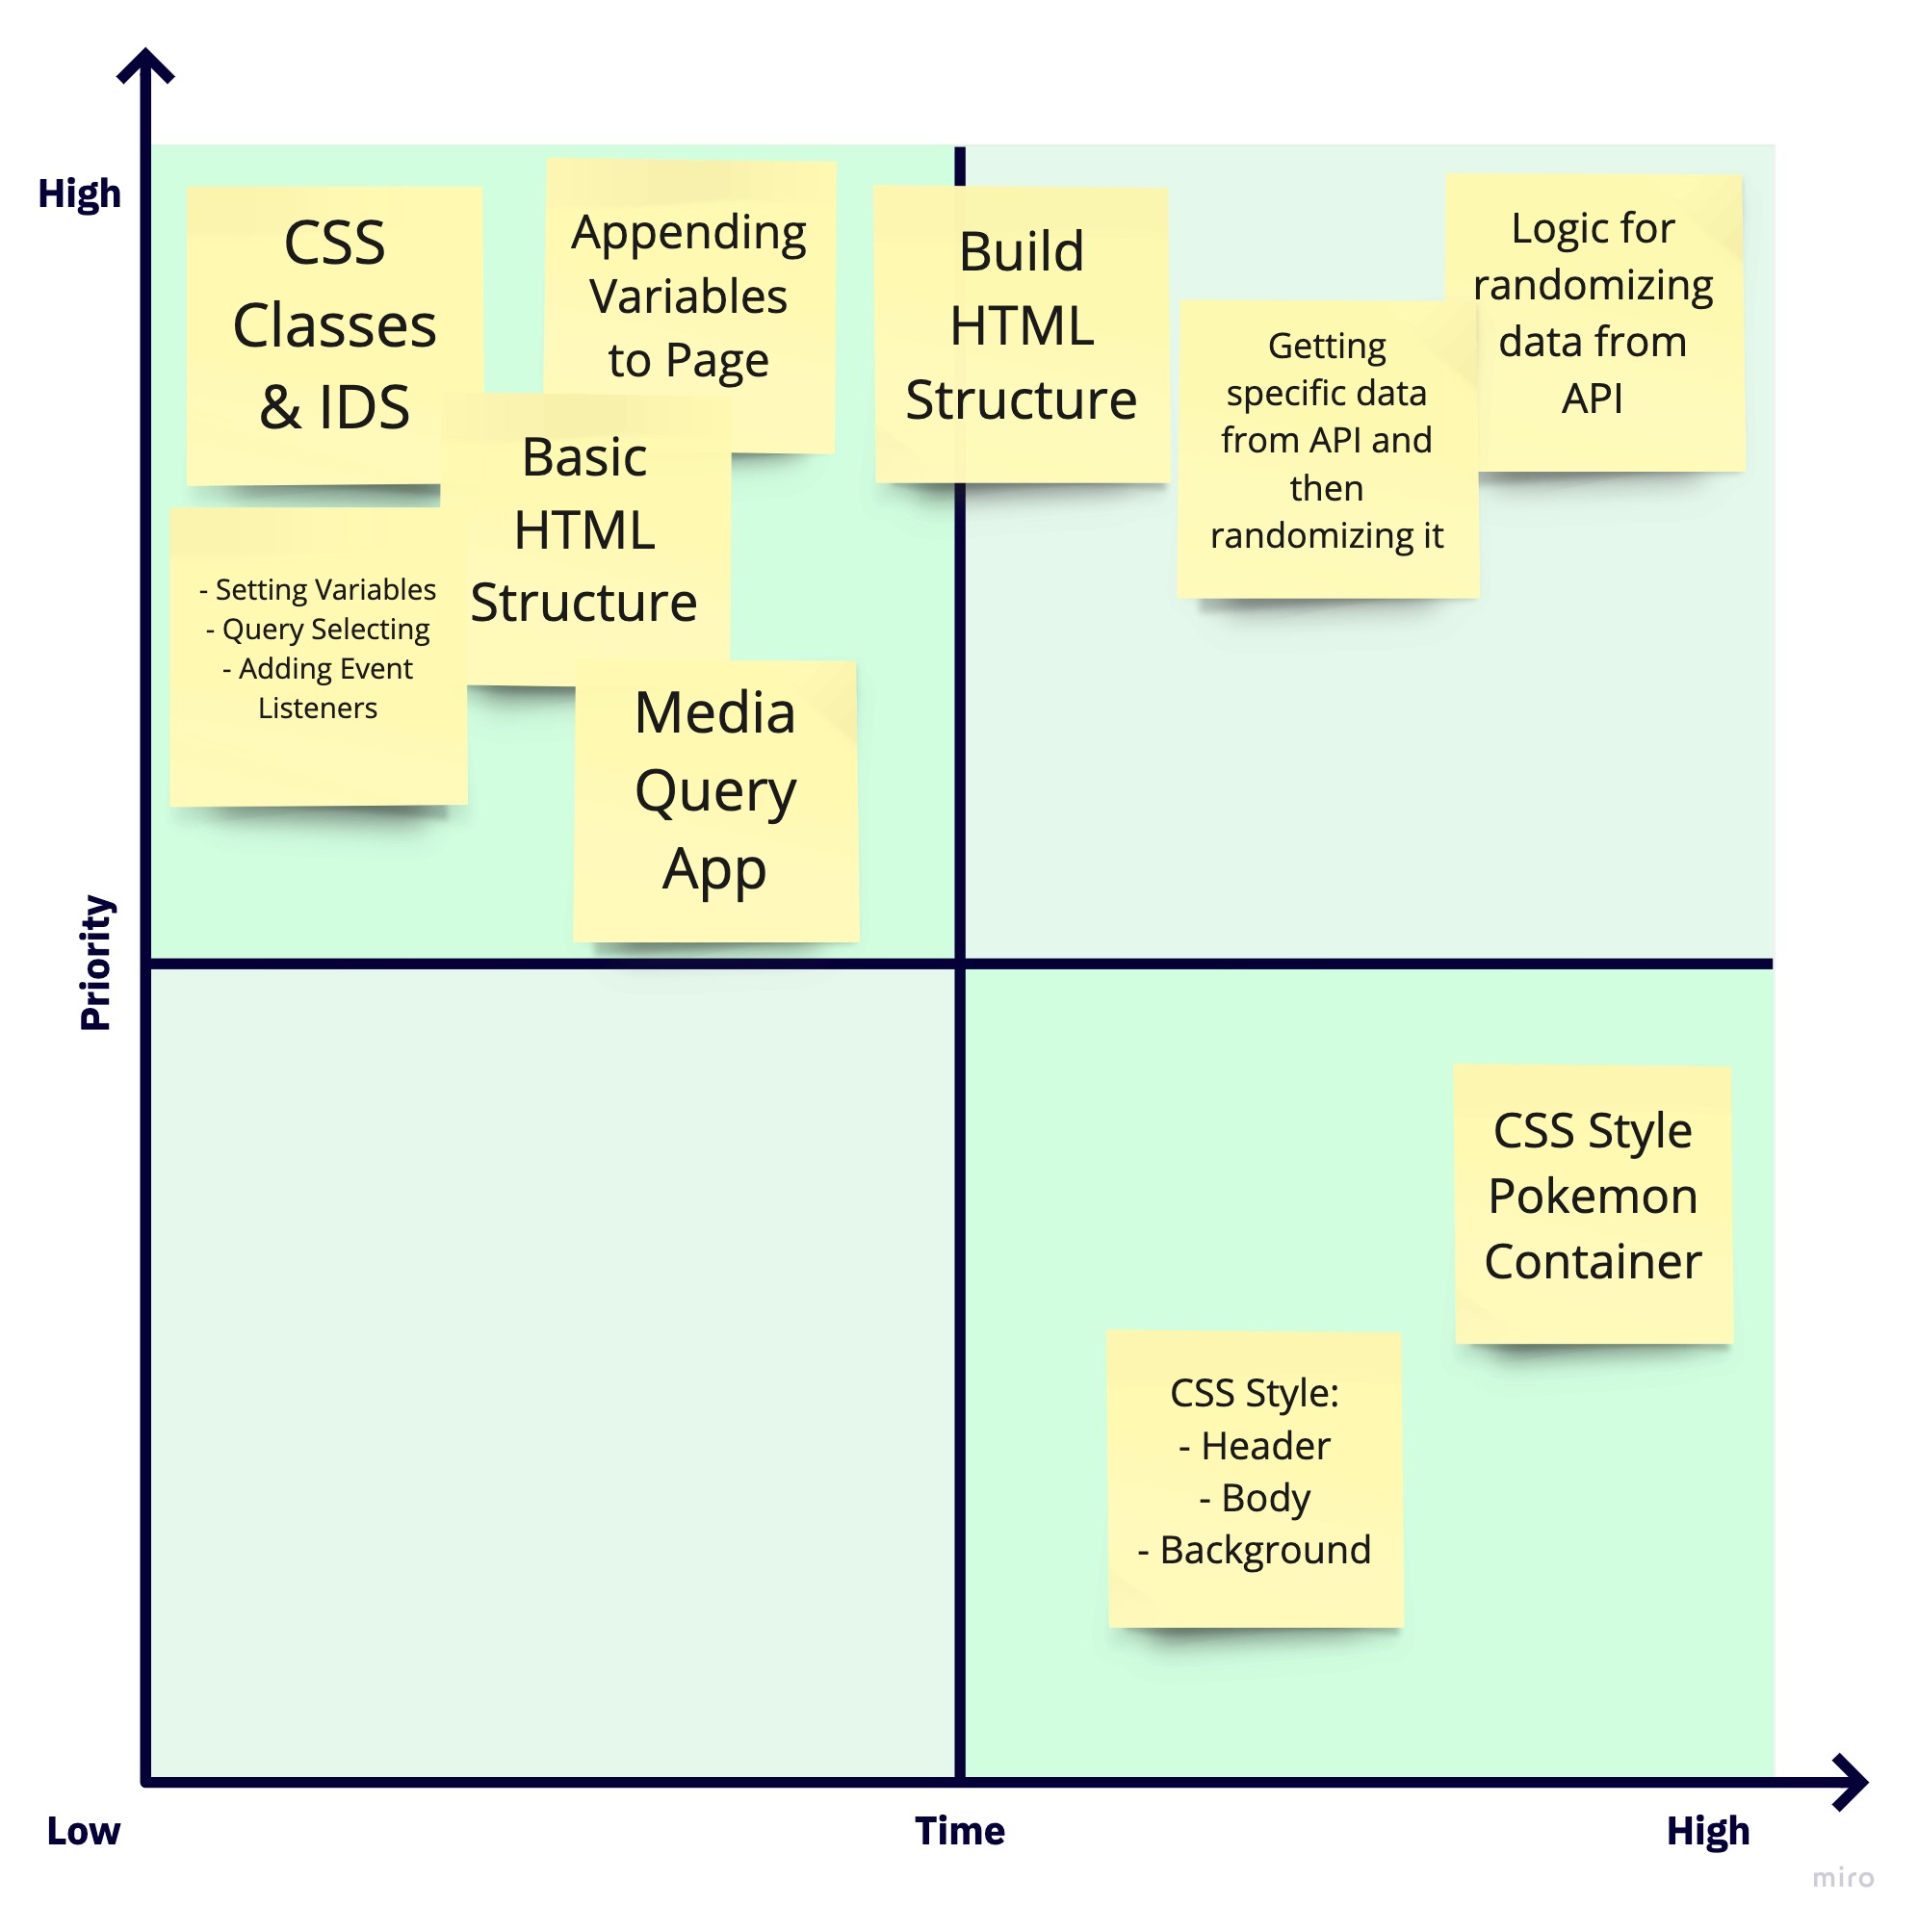 High
CSS
Classes
& IDS
Appending
Variables
to Page
Build
HTML
Structure
Logic for
randomizing
data from
API
Getting
specific data
from API and
then
randomizing it
Basic
HTML
Structure
- Setting Variables
- Query Selecting
- Adding Event
Listeners
Media
Query
App
Priority
CSS Style
Pokemon
Container
CSS Style:
- Header
- Body
- Background
Low
Time
High
miro